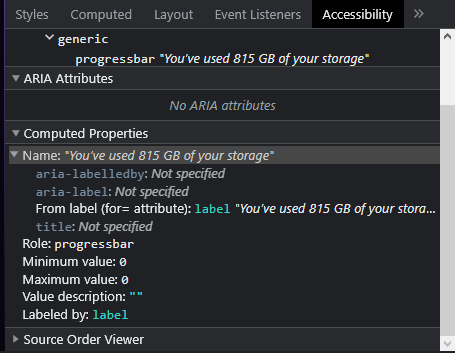 Styles Computed Layout Event Listeners Accessibility »
generic
progressbar "You've used 815 GB of your storage"
ARIA Attributes
No ARIA attributes
Computed Properties
Name: "You've used 815 GB of your storage"
aria-labelledby: Not specified
aria-label: Not specified
From label (for= attribute): label "You've used 815 GB of your stora…
title: Not specified
Role: progressbar
Minimum value: 0
Maximum value: 0
Value description: ""
Labeled by: label
Source Order Viewer